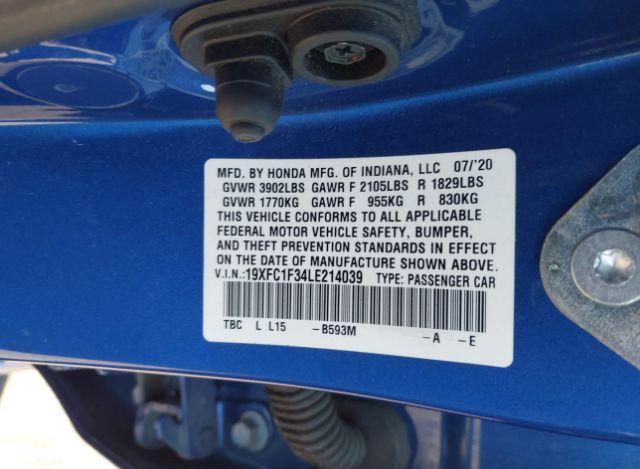 MFD. BY HONDA MFG. OF INDIANA, LLC 07/'20
GVWR 3902LBS GAWR F 2105LBS R 1829LBS
GVWR 1770KG GAWR F 955KG R 830KG
THIS VEHICLE CONFORMS TO ALL APPLICABLE
FEDERAL MOTOR VEHICLE SAFETY, BUMPER,
AND THEFT PREVENTION STANDARDS IN EFFECT
ON THE DATE OF MANUFACTURE SHOWN ABOVE.
V.I.N.:19XFC1F34LE214039 TYPE: PASSENGER CAR
TBC L L15 -B593M -A -E